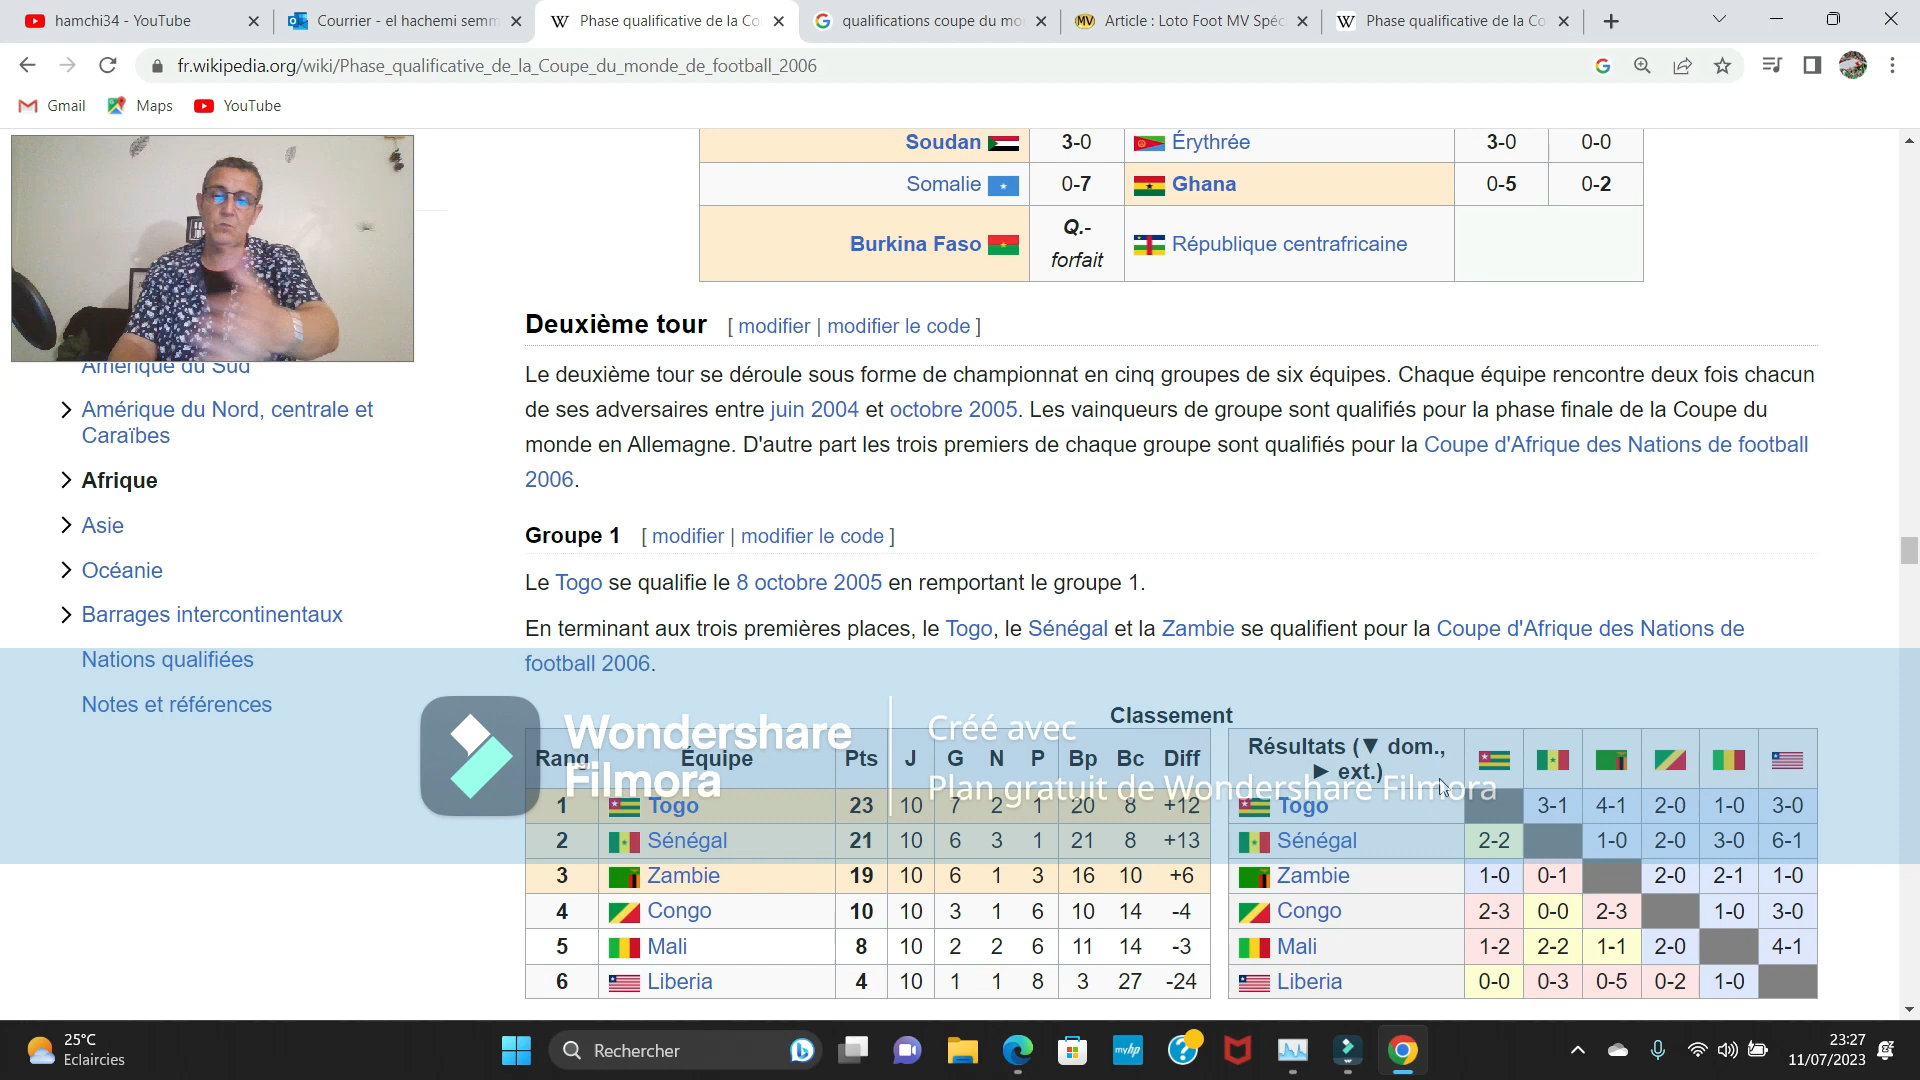 hamchi34 - YouTube
Courrier - el hachemi semm
Phase qualificative de la Co
qualifications coupe du mo
Article : Loto Foot MV Spéc
Phase qualificative de la Co
fr.wikipedia.org/wiki/Phase_qualificative_de_la_Coupe_du_monde_de_football_2006
Gmail Maps YouTube
Soudan 3-0 Érythrée 3-0 0-0
Somalie 0-7 Ghana 0-5 0-2
Burkina Faso Q.-
forfait République centrafricaine
Amérique du Sud
Amérique du Nord, centrale et
Caraïbes
Afrique
Asie
Océanie
Barrages intercontinentaux
Nations qualifiées
Notes et références
Deuxième tour [ modifier | modifier le code ]
Le deuxième tour se déroule sous forme de championnat en cinq groupes de six équipes. Chaque équipe rencontre deux fois chacun
de ses adversaires entre juin 2004 et octobre 2005. Les vainqueurs de groupe sont qualifiés pour la phase finale de la Coupe du
monde en Allemagne. D'autre part les trois premiers de chaque groupe sont qualifiés pour la Coupe d'Afrique des Nations de football
2006.
Groupe 1 [ modifier | modifier le code ]
Le Togo se qualifie le 8 octobre 2005 en remportant le groupe 1.
En terminant aux trois premières places, le Togo, le Sénégal et la Zambie se qualifient pour la Coupe d'Afrique des Nations de
football 2006.
Wondershare
Filmora
Créé avec
Plan gratuit de Wondershare Filmora
Classement
Rang Équipe Pts J G N P Bp Bc Diff
1 Togo 23 10 7 2 1 20 8 +12
2 Sénégal 21 10 6 3 1 21 8 +13
3 Zambie 19 10 6 1 3 16 10 +6
4 Congo 10 10 3 1 6 10 14 -4
5 Mali 8 10 2 2 6 11 14 -3
6 Liberia 4 10 1 1 8 3 27 -24
Résultats (▼ dom.,
► ext.)
Togo 3-1 4-1 2-0 1-0 3-0
Sénégal 2-2 1-0 2-0 3-0 6-1
Zambie 1-0 0-1 2-0 2-1 1-0
Congo 2-3 0-0 2-3 1-0 3-0
Mali 1-2 2-2 1-1 2-0 4-1
Liberia 0-0 0-3 0-5 0-2 1-0
25°C
Eclaircies
Rechercher
myhp
23:27
11/07/2023